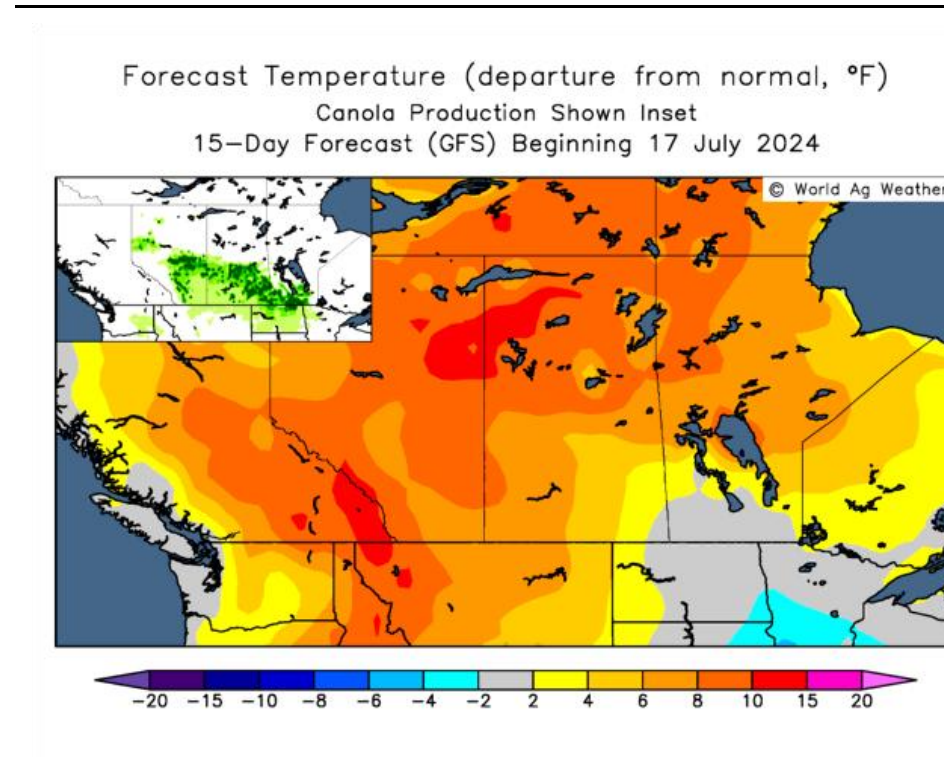 Forecast Temperature (departure from normal, °F)
Canola Production Shown Inset
15-Day Forecast (GFS) Beginning 17 July 2024
© World Ag Weather
-20 -15 -10 -8 -6 -4 -2 2 4 6 8 10 15 20